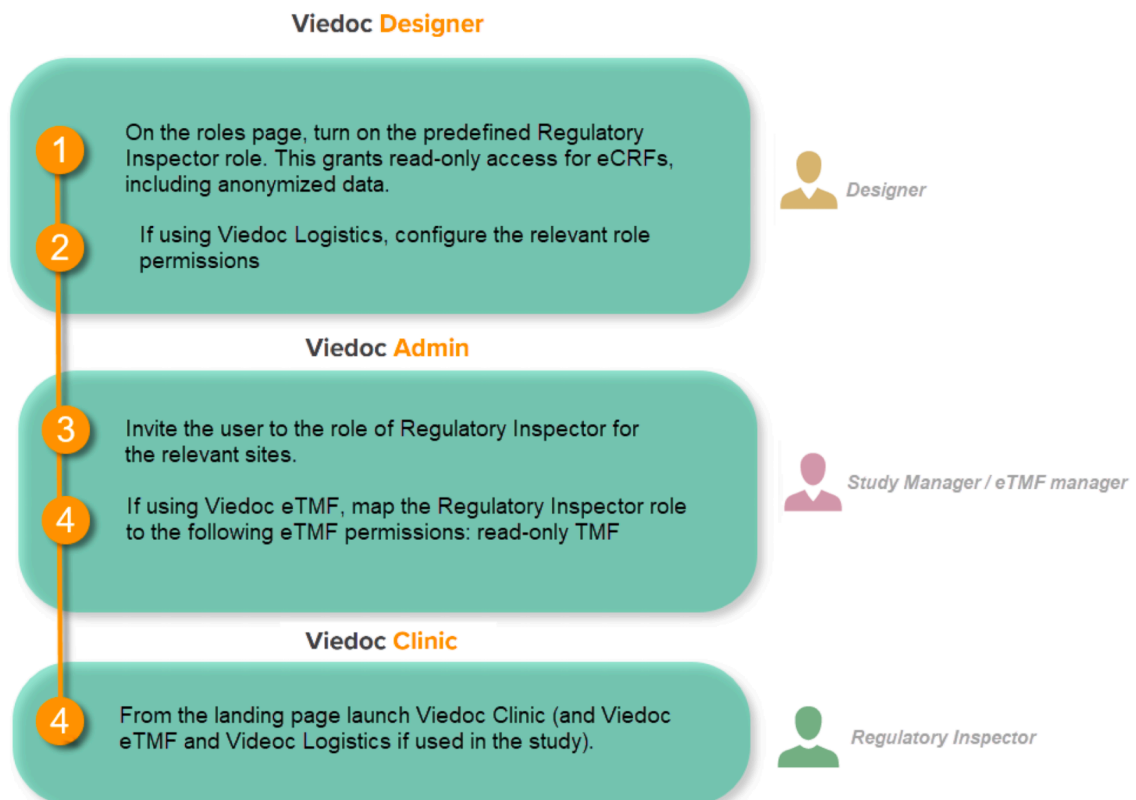 Viedoc Designer
1
On the roles page, turn on the predefined Regulatory
Inspector role. This grants read-only access for eCRFs,
including anonymized data.
2
If using Viedoc Logistics, configure the relevant role
permissions
Designer
Viedoc Admin
3
Invite the user to the role of Regulatory Inspector for
the relevant sites.
4
If using Viedoc eTMF, map the Regulatory Inspector role
to the following eTMF permissions: read-only TMF
Study Manager / eTMF manager
Viedoc Clinic
4
From the landing page launch Viedoc Clinic (and Viedoc
eTMF and Videoc Logistics if used in the study).
Regulatory Inspector